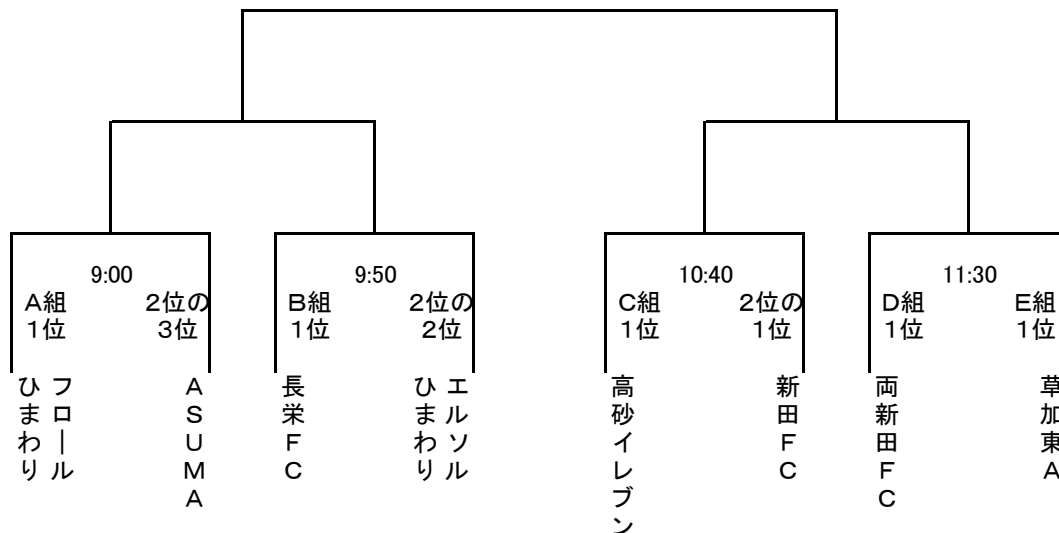 9:00
9:50
10:40
11:30
A組
1位
2位の
3位
B組
1位
2位の
2位
C組
1位
2位の
1位
D組
1位
E組
1位
フロール
ひまわり
ASUMA
長栄FC
エルソル
ひまわり
高砂イレブン
新田FC
両新田FC
草加東A